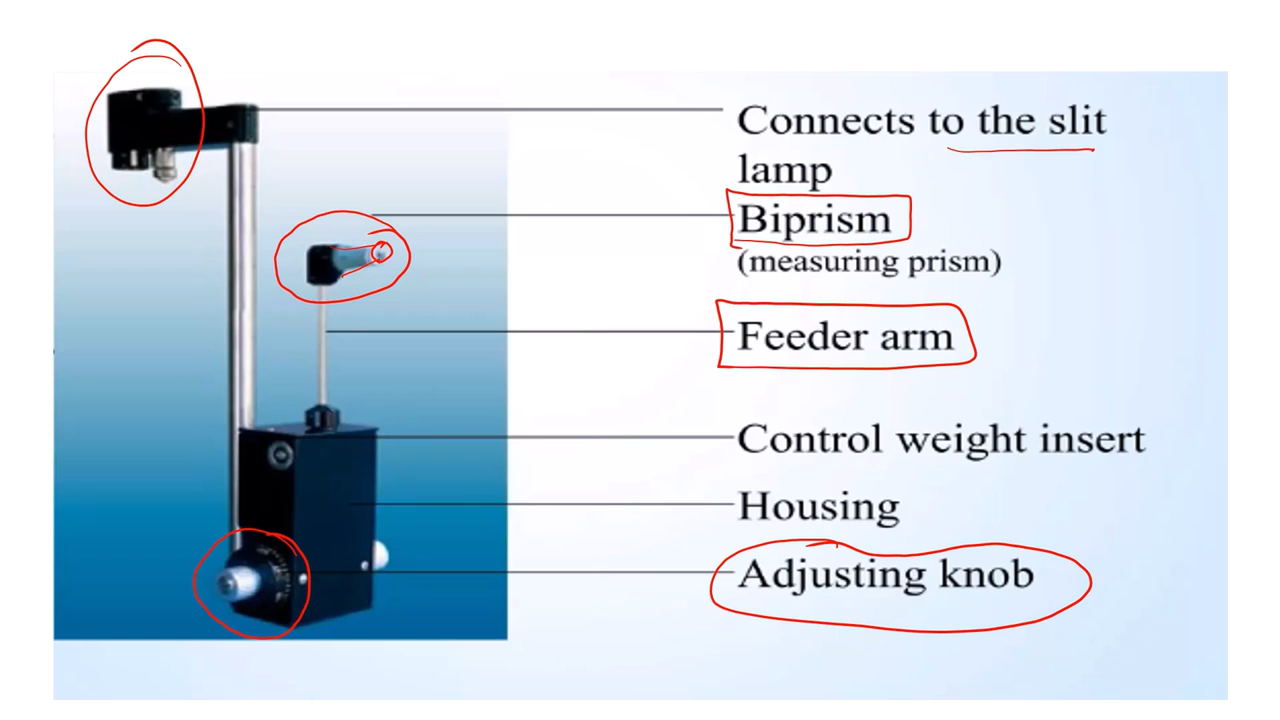 Connects to the slit
lamp
Biprism
(measuring prism)
Feeder arm
Control weight insert
Housing
Adjusting knob